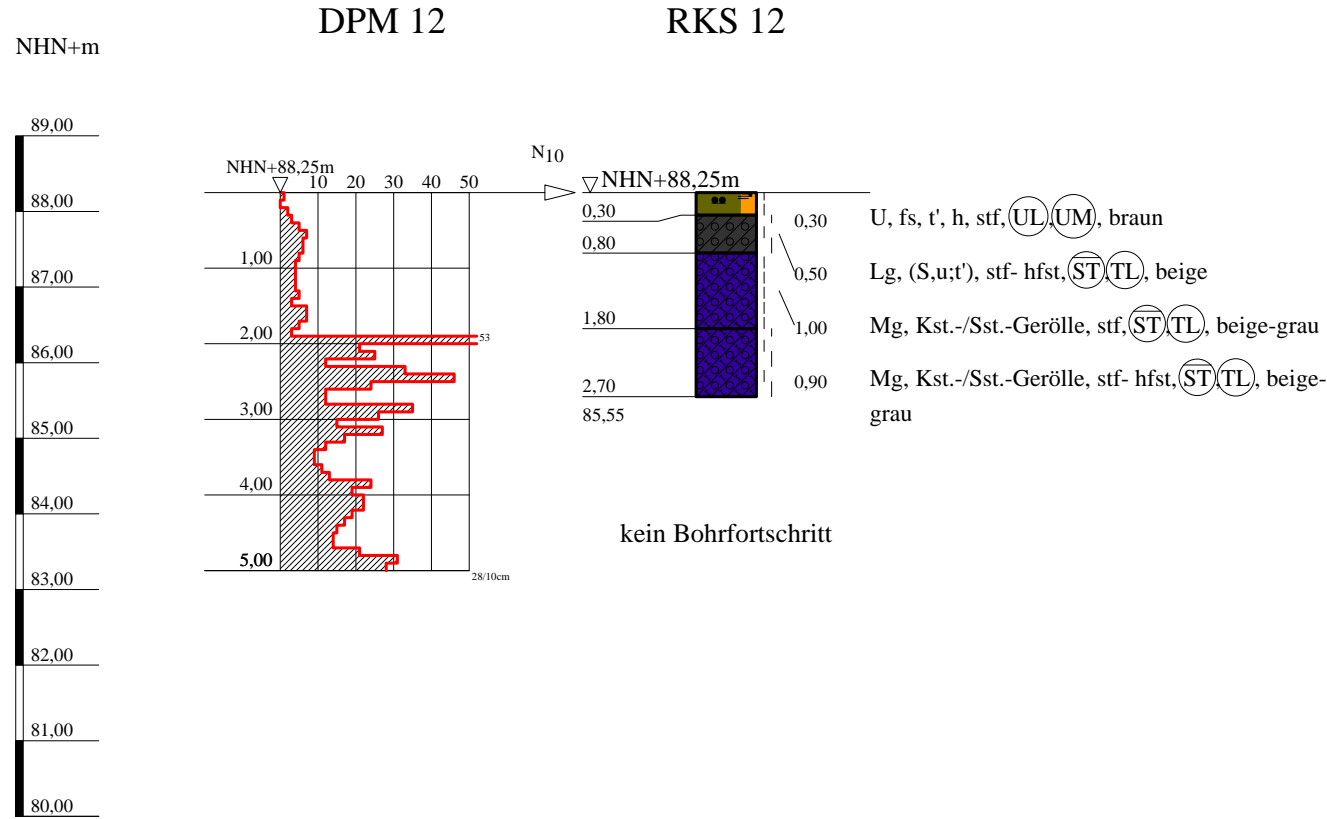 DPM 12
RKS 12
NHN+m
89,00
88,00
87,00
86,00
85,00
84,00
83,00
82,00
81,00
80,00
NHN+88,25m
10 20 30 40 50
N10
1,00
2,00
3,00
4,00
5,00
53
28/10cm
NHN+88,25m
0,30
0,80
1,80
2,70
85,55
0,30 U, fs, t', h, stf, UL, UM, braun
0,50 Lg, (S,u;t'), stf- hfst, S̅T̅, TL, beige
1,00 Mg, Kst.-/Sst.-Gerölle, stf, S̅T̅, TL, beige-grau
0,90 Mg, Kst.-/Sst.-Gerölle, stf- hfst, S̅T̅, TL, beige-
grau
kein Bohrfortschritt